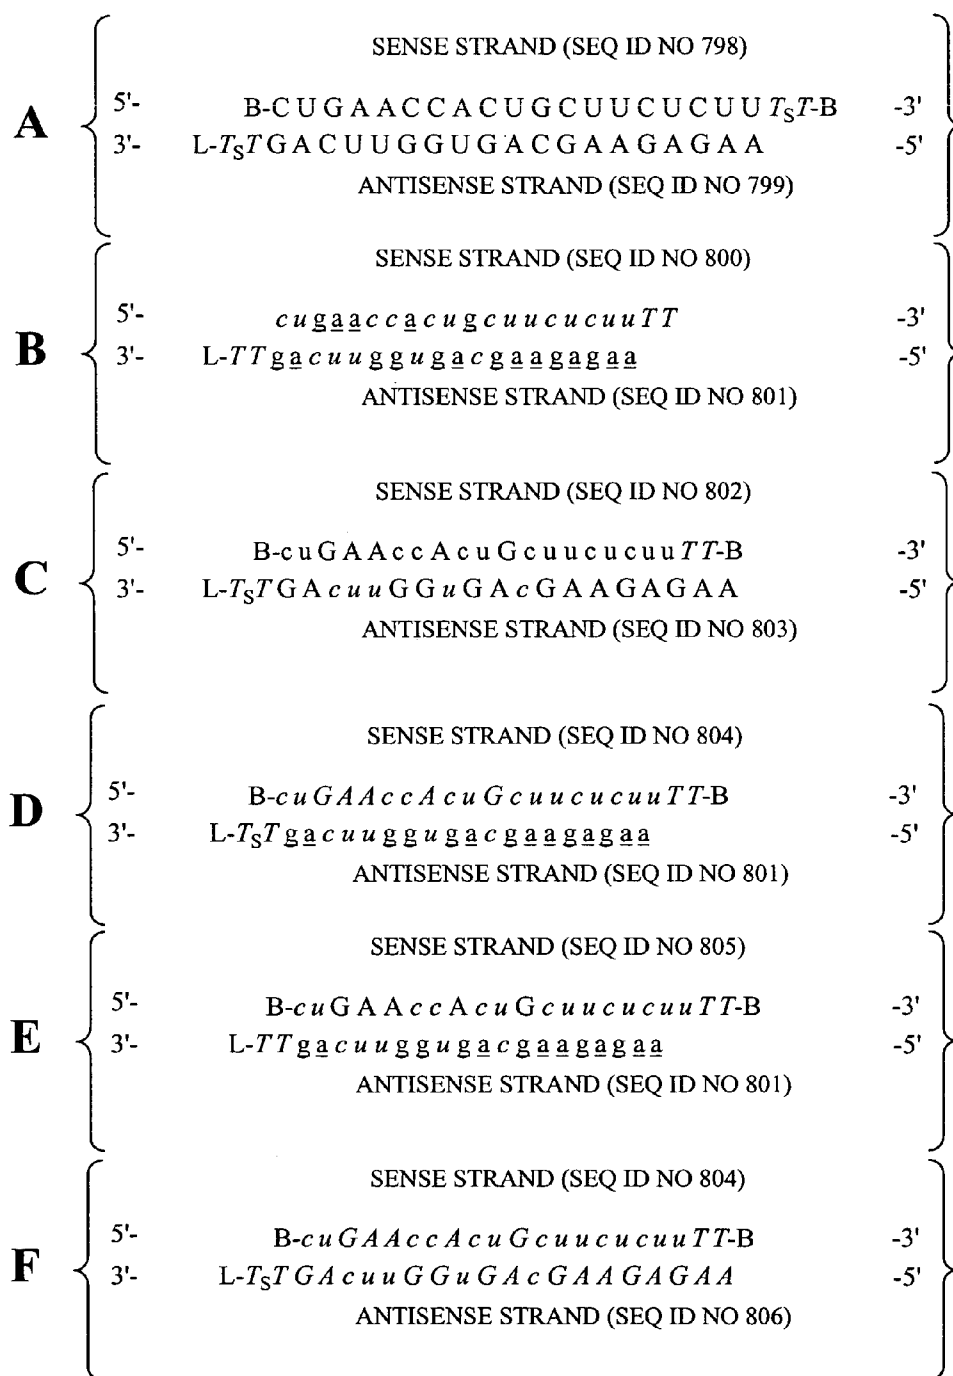 SENSE STRAND (SEQ ID NO 798)
A 5'- B-C U G A A C C A C U G C U U C U C U U TST-B -3'
3'- L-TSTG A C U U G G U G A C G A A G A G A A -5'
ANTISENSE STRAND (SEQ ID NO 799)
SENSE STRAND (SEQ ID NO 800)
B 5'- c u g a a c c a c u g c u u c u c u u T T -3'
3'- L-T T g a c u u g g u g a c g a a g a g a a -5'
ANTISENSE STRAND (SEQ ID NO 801)
SENSE STRAND (SEQ ID NO 802)
C 5'- B-c u G A A c c A c u G c u u c u c u u T T-B -3'
3'- L-TST G A c u u G G u G A c G A A G A G A A -5'
ANTISENSE STRAND (SEQ ID NO 803)
SENSE STRAND (SEQ ID NO 804)
D 5'- B-c u G A A c c A c u G c u u c u c u u T T-B -3'
3'- L-TST g a c u u g g u g a c g a a g a g a a -5'
ANTISENSE STRAND (SEQ ID NO 801)
SENSE STRAND (SEQ ID NO 805)
E 5'- B-c u G A A c c A c u G c u u c u c u u T T-B -3'
3'- L-T T g a c u u g g u g a c g a a g a g a a -5'
ANTISENSE STRAND (SEQ ID NO 801)
SENSE STRAND (SEQ ID NO 804)
F 5'- B-c u G A A c c A c u G c u u c u c u u T T-B -3'
3'- L-TST G A c u u G G u G A c G A A G A G A A -5'
ANTISENSE STRAND (SEQ ID NO 806)